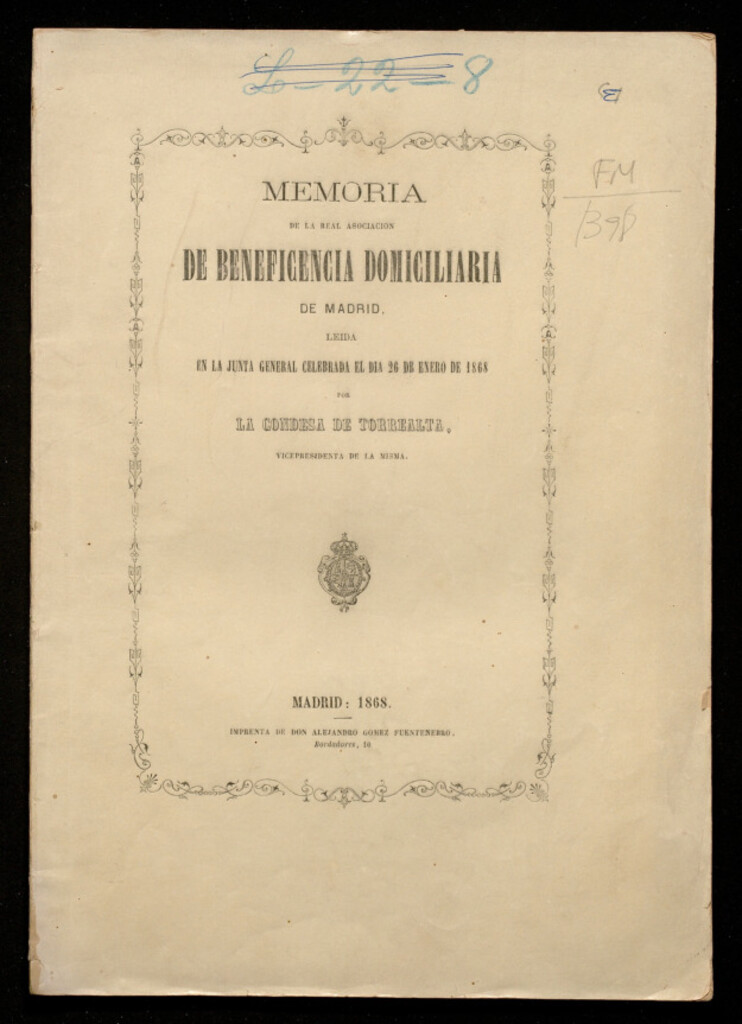 L-22-8
FM
1398
MEMORIA
DE LA REAL ASOCIACION
DE BENEFICENCIA DOMICILIARIA
DE MADRID,
LEIDA
EN LA JUNTA GENERAL CELEBRADA EL DIA 26 DE ENERO DE 1868
POR
LA CONDESA DE TORREALTA,
VICEPRESIDENTA DE LA MISMA.
MADRID: 1868.
IMPRENTA DE DON ALEJANDRO GOMEZ FUENTENEBRO,
Bordadores, 10